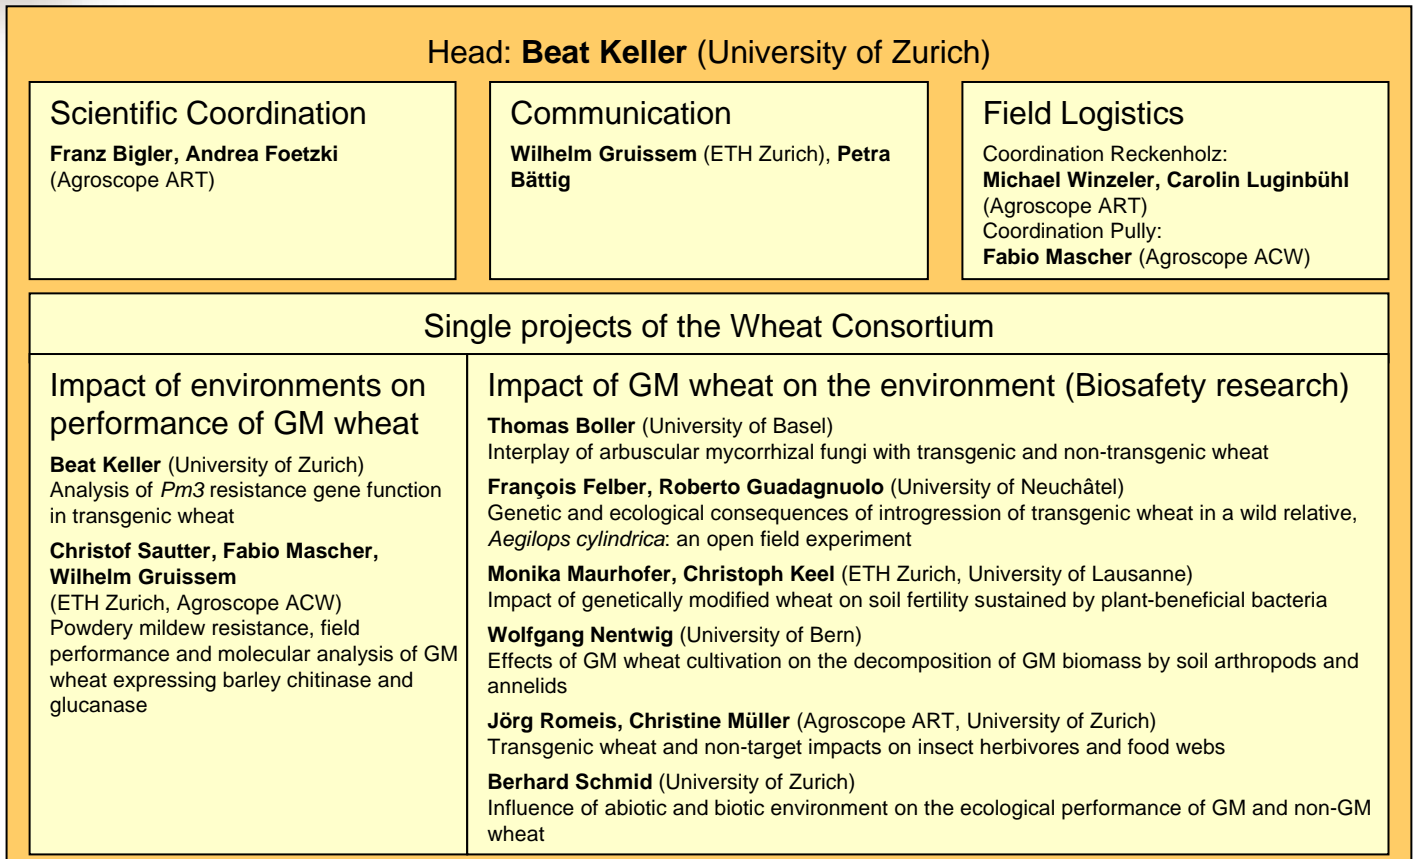 Head: Beat Keller (University of Zurich)
Scientific Coordination
Franz Bigler, Andrea Foetzki
(Agroscope ART)
Communication
Wilhelm Gruissem (ETH Zurich), Petra
Bättig
Field Logistics
Coordination Reckenholz:
Michael Winzeler, Carolin Luginbühl
(Agroscope ART)
Coordination Pully:
Fabio Mascher (Agroscope ACW)
Single projects of the Wheat Consortium
Impact of environments on
performance of GM wheat
Beat Keller (University of Zurich)
Analysis of Pm3 resistance gene function
in transgenic wheat
Christof Sautter, Fabio Mascher,
Wilhelm Gruissem
(ETH Zurich, Agroscope ACW)
Powdery mildew resistance, field
performance and molecular analysis of GM
wheat expressing barley chitinase and
glucanase
Impact of GM wheat on the environment (Biosafety research)
Thomas Boller (University of Basel)
Interplay of arbuscular mycorrhizal fungi with transgenic and non-transgenic wheat
François Felber, Roberto Guadagnuolo (University of Neuchâtel)
Genetic and ecological consequences of introgression of transgenic wheat in a wild relative,
Aegilops cylindrica: an open field experiment
Monika Maurhofer, Christoph Keel (ETH Zurich, University of Lausanne)
Impact of genetically modified wheat on soil fertility sustained by plant-beneficial bacteria
Wolfgang Nentwig (University of Bern)
Effects of GM wheat cultivation on the decomposition of GM biomass by soil arthropods and
annelids
Jörg Romeis, Christine Müller (Agroscope ART, University of Zurich)
Transgenic wheat and non-target impacts on insect herbivores and food webs
Berhard Schmid (University of Zurich)
Influence of abiotic and biotic environment on the ecological performance of GM and non-GM
wheat